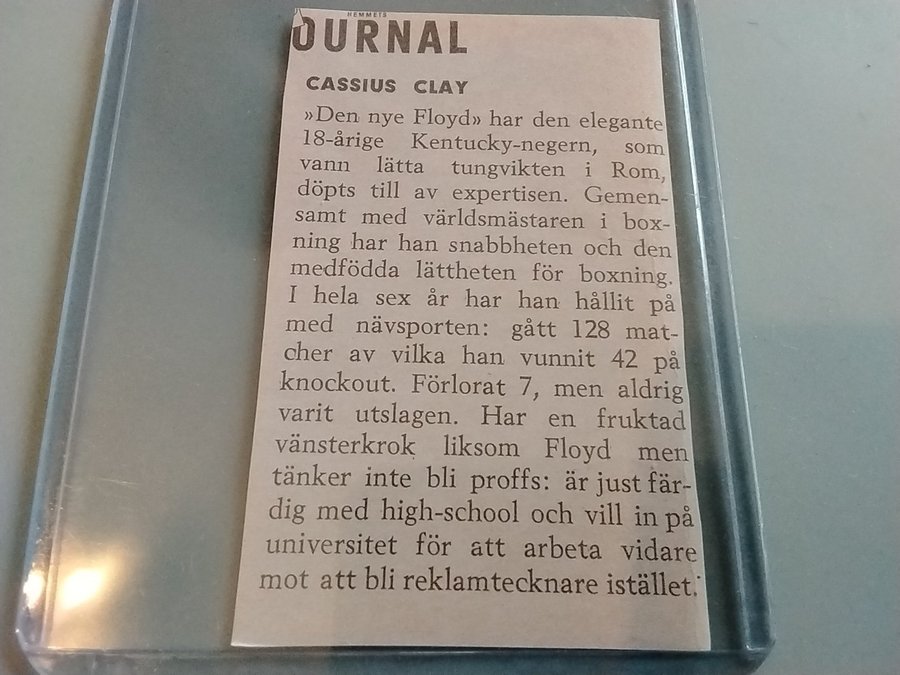 HEMMETS
OURNAL
CASSIUS CLAY
»Den nye Floyd» har den elegante
18-årige Kentucky-negern, som
vann lätta tungvikten i Rom,
döpts till av expertisen. Gemen-
samt med världsmästaren i box-
ning har han snabbheten och den
medfödda lättheten för boxning.
I hela sex år har han hållit på
med nävsporten: gått 128 mat-
cher av vilka han vunnit 42 på
knockout. Förlorat 7, men aldrig
varit utslagen. Har en fruktad
vänsterkrok liksom Floyd men
tänker inte bli proffs: är just fär-
dig med high-school och vill in på
universitet för att arbeta vidare
mot att bli reklamtecknare istället.